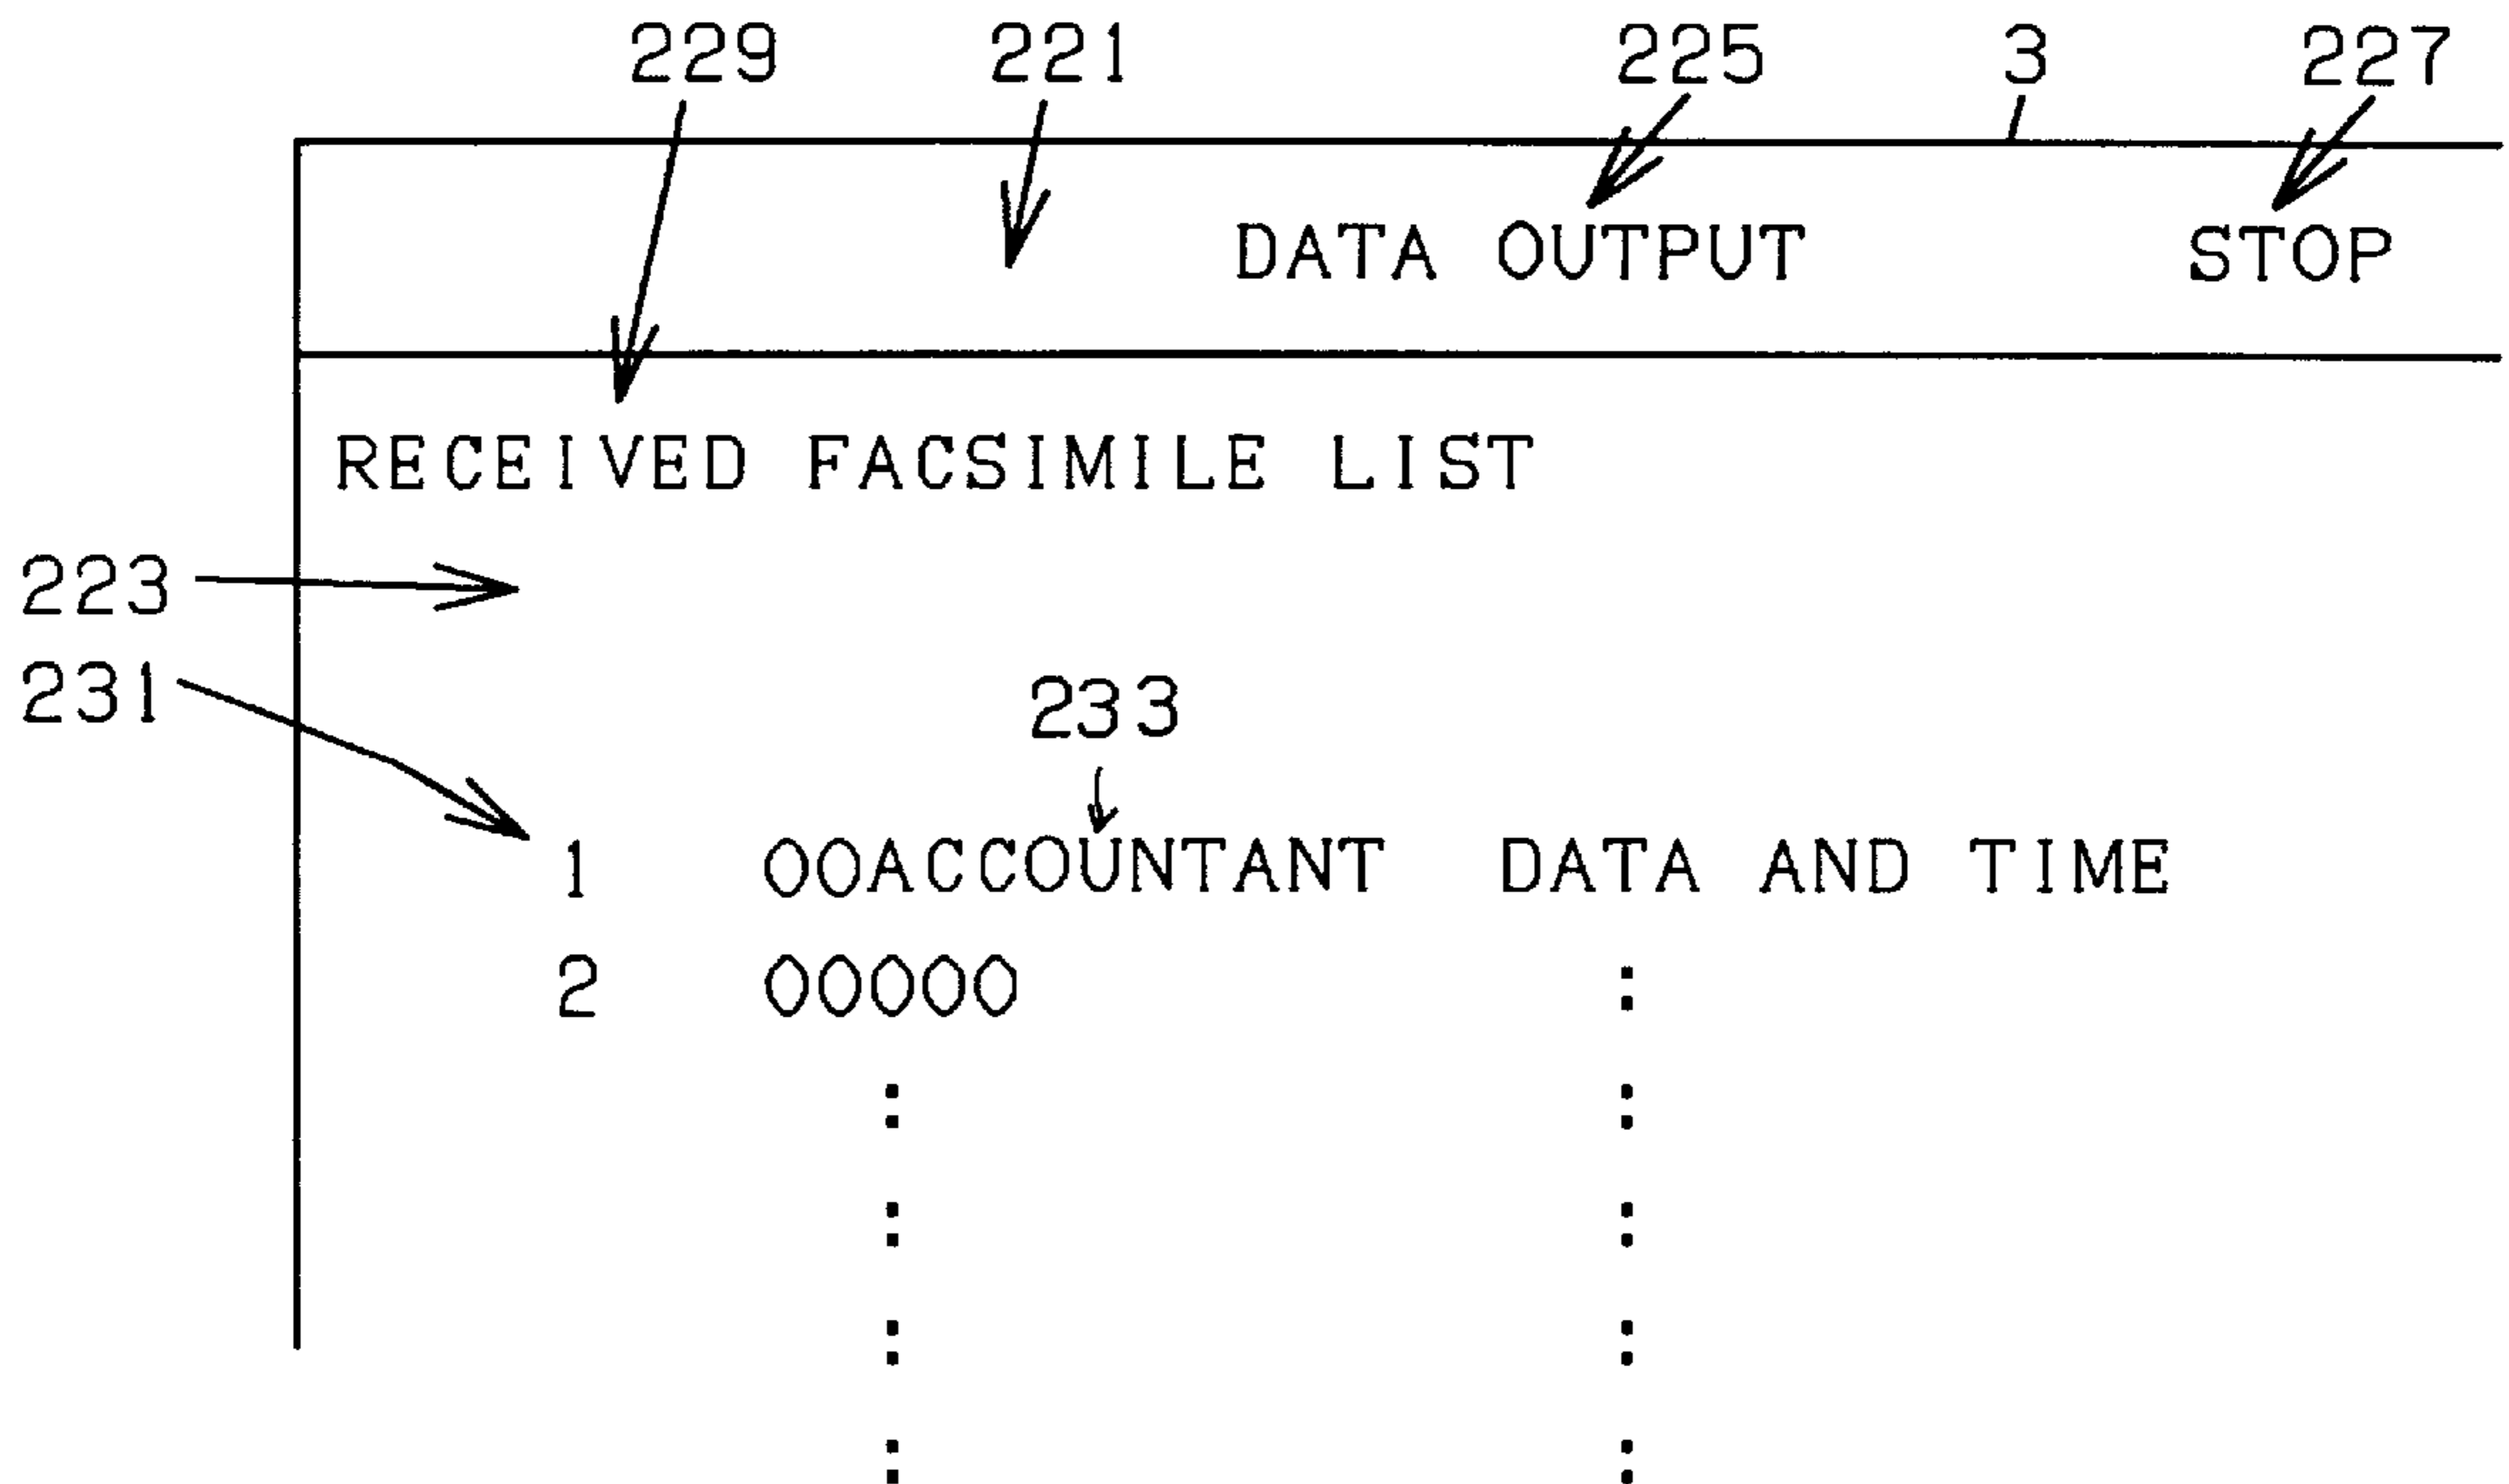 229 221 225 3 227
DATA OUTPUT STOP
RECEIVED FACSIMILE LIST
223
231
233
1 OOACCOUNTANT DATA AND TIME
2 OOOOO :
: :
: :
: :
: :